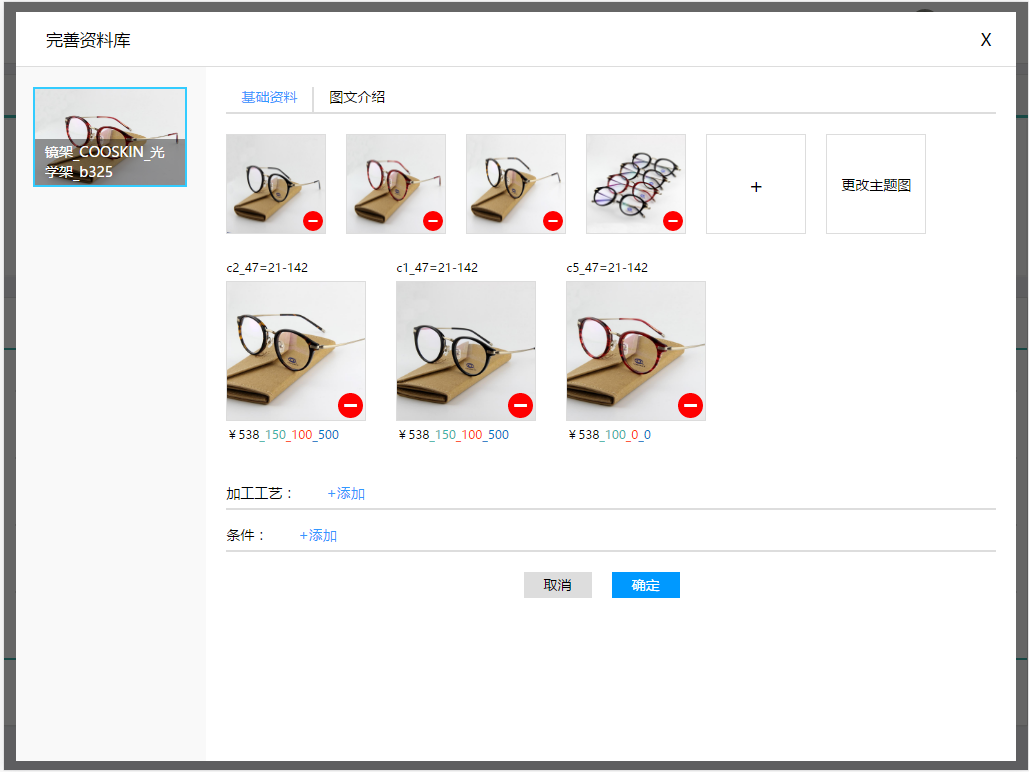 完善资料库
X
镜架_COOSKIN_光
学架_b325
基础资料
图文介绍
+
更改主题图
c2_47=21-142
c1_47=21-142
c5_47=21-142
¥538_150_100_500
¥538_150_100_500
¥538_100_0_0
加工工艺：
+添加
条件：
+添加
取消
确定